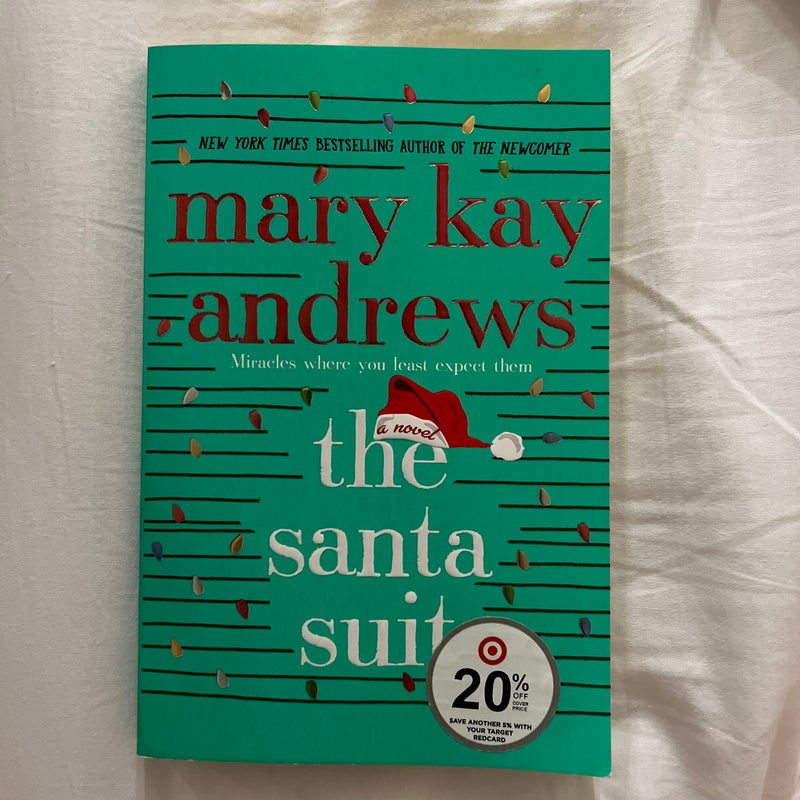 NEW YORK TIMES BESTSELLING AUTHOR OF THE NEWCOMER
mary kay
andrews
Miracles where you least expect them
a novel
the
santa
suit
20% OFF COVER PRICE
SAVE ANOTHER 5% WITH
YOUR TARGET
REDCARD